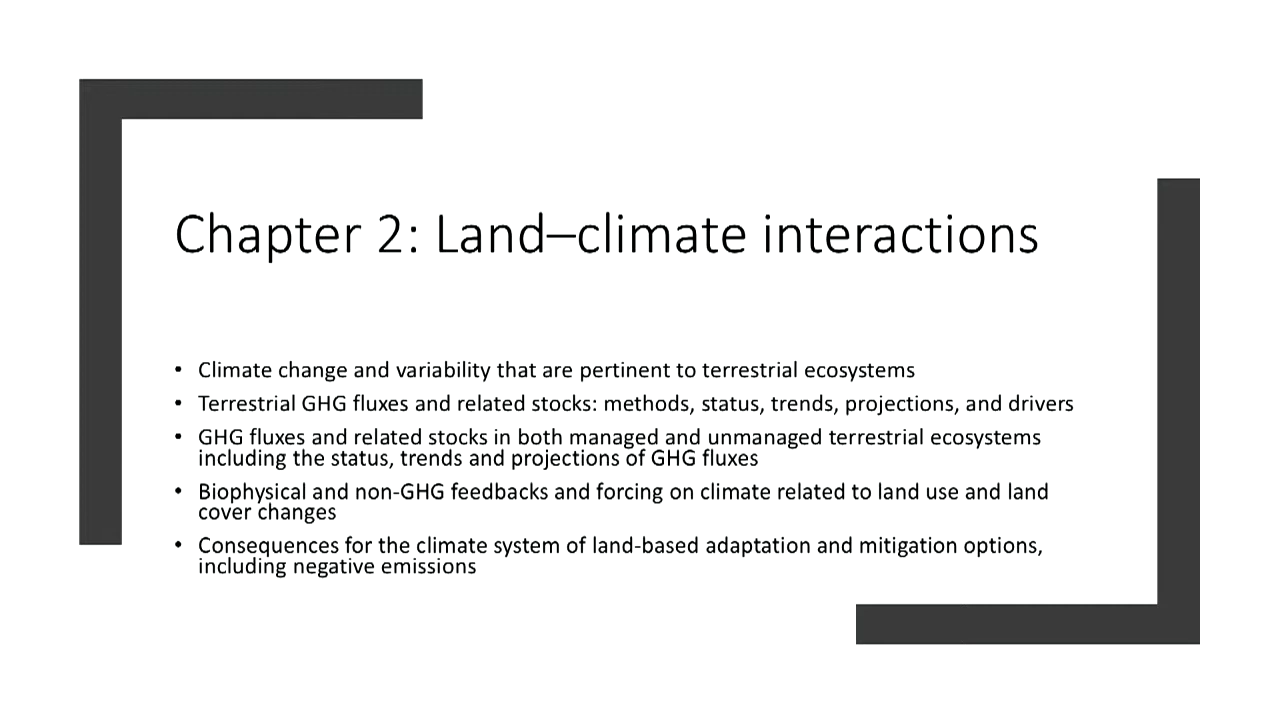 Chapter 2: Land–climate interactions
• Climate change and variability that are pertinent to terrestrial ecosystems
• Terrestrial GHG fluxes and related stocks: methods, status, trends, projections, and drivers
• GHG fluxes and related stocks in both managed and unmanaged terrestrial ecosystems
including the status, trends and projections of GHG fluxes
• Biophysical and non-GHG feedbacks and forcing on climate related to land use and land
cover changes
• Consequences for the climate system of land-based adaptation and mitigation options,
including negative emissions